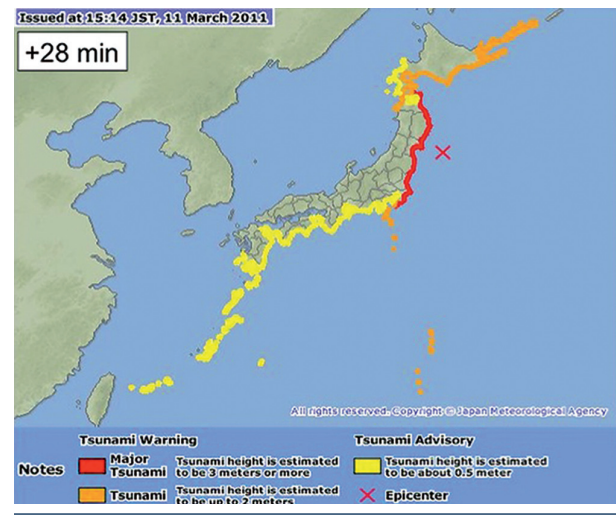 Issued at 15:14 JST, 11 March 2011
+28 min
All rights reserved. Copyright © Japan Meteorological Agency
Tsunami Warning
Tsunami Advisory
Notes
Major Tsunami
Tsunami height is estimated
to be 3 meters or more
Tsunami height is estimated
to be about 0.5 meter
Tsunami
Tsunami height is estimated
to be up to 2 meters
Epicenter